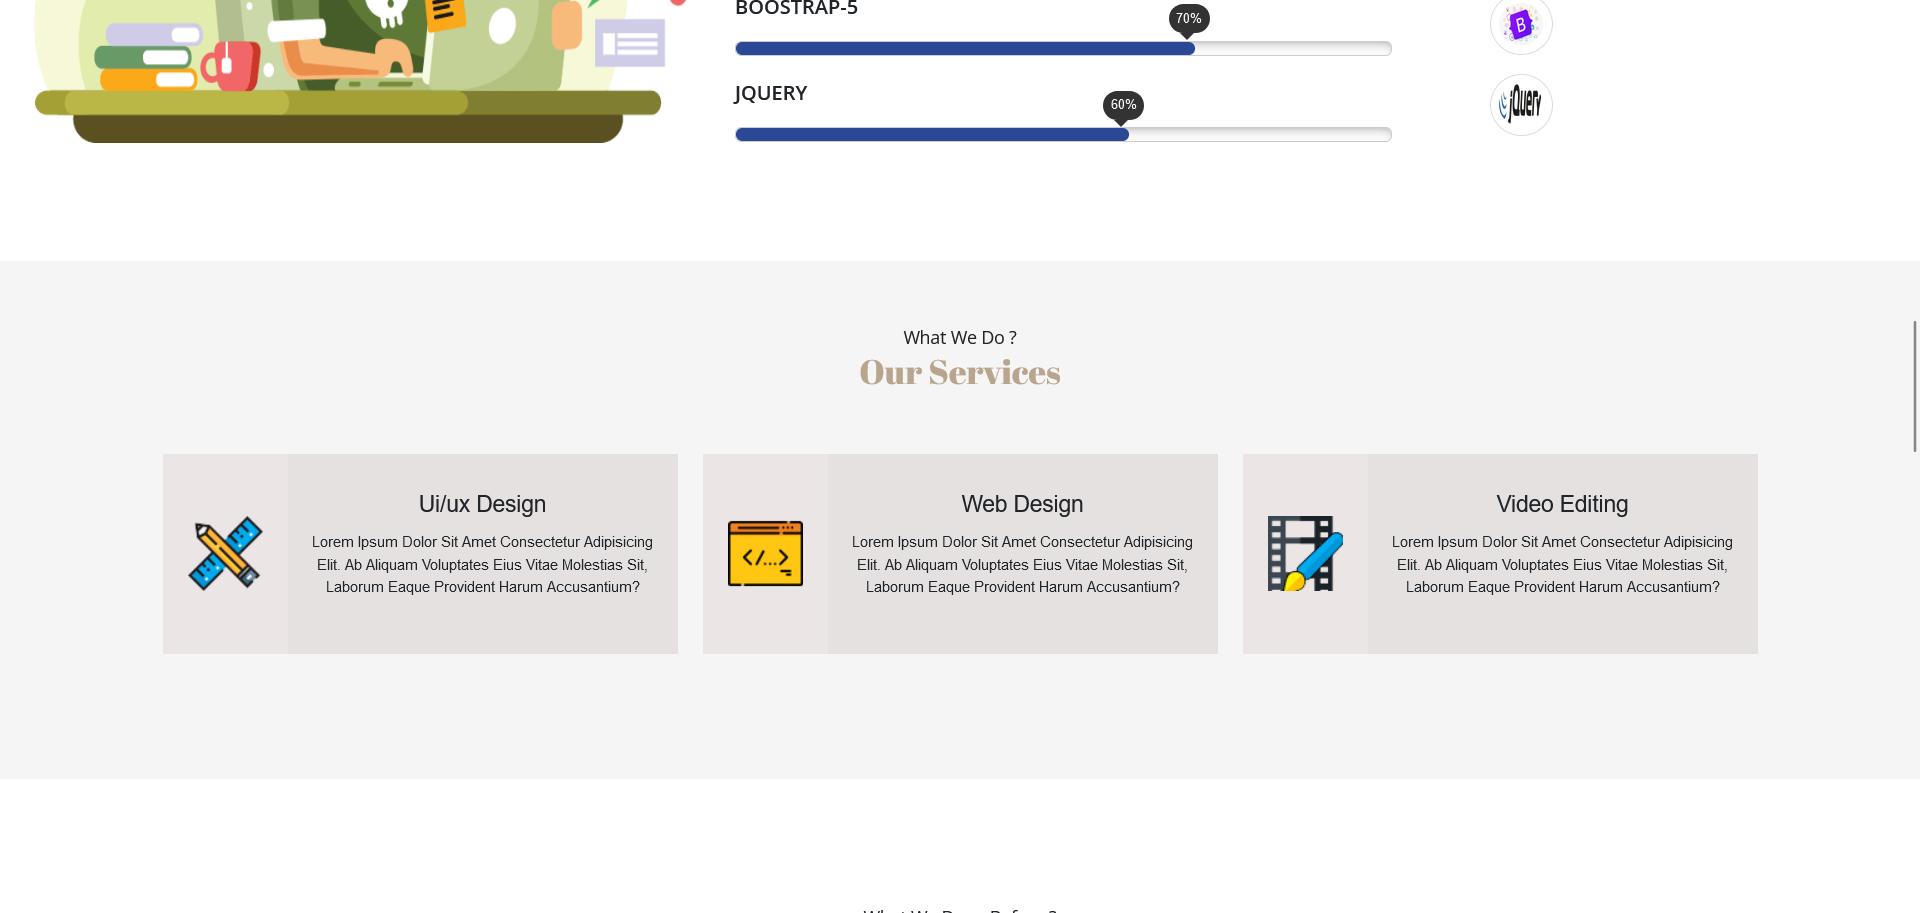 BOOSTRAP-5
70%
B
JQUERY
60%
jQuery
What We Do ?
Our Services
Ui/ux Design
Lorem Ipsum Dolor Sit Amet Consectetur Adipisicing
Elit. Ab Aliquam Voluptates Eius Vitae Molestias Sit,
Laborum Eaque Provident Harum Accusantium?
Web Design
Lorem Ipsum Dolor Sit Amet Consectetur Adipisicing
Elit. Ab Aliquam Voluptates Eius Vitae Molestias Sit,
Laborum Eaque Provident Harum Accusantium?
</...>
Video Editing
Lorem Ipsum Dolor Sit Amet Consectetur Adipisicing
Elit. Ab Aliquam Voluptates Eius Vitae Molestias Sit,
Laborum Eaque Provident Harum Accusantium?